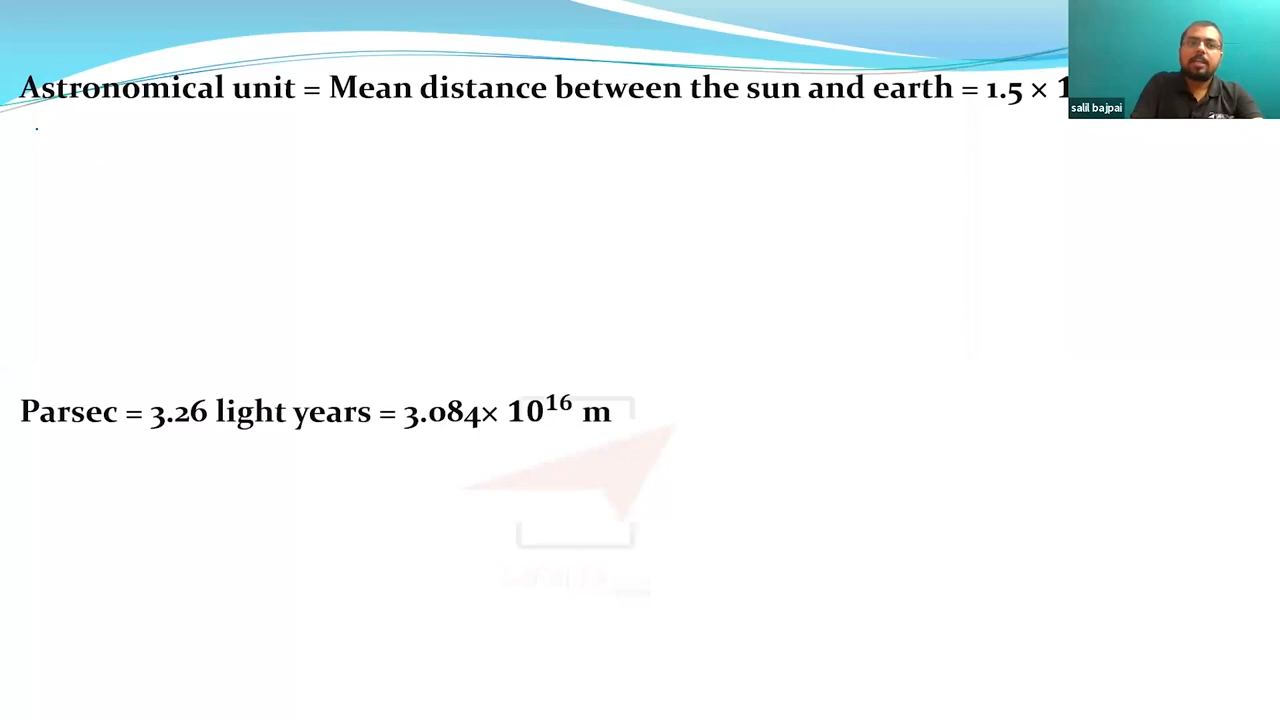 Astronomical unit = Mean distance between the sun and earth = 1.5 × 1
salil bajpai
Parsec = 3.26 light years = 3.084× 10¹⁶ m